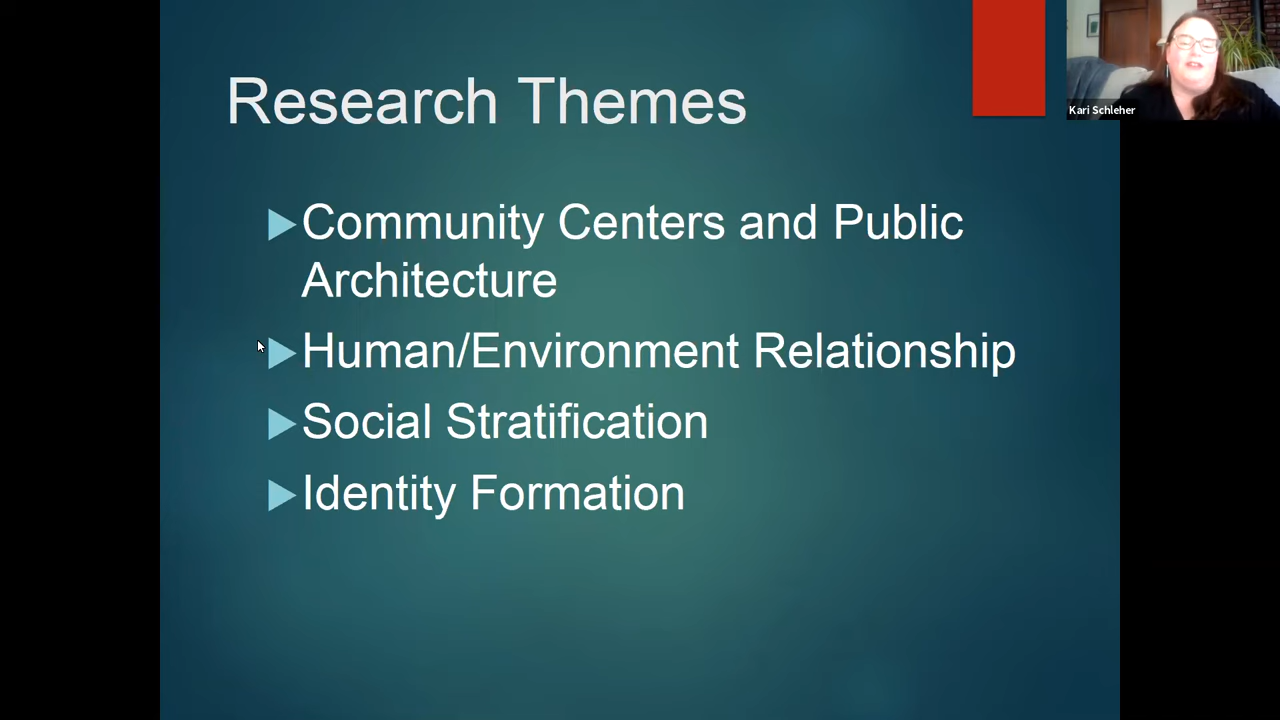 Research Themes
Community Centers and Public
Architecture
Human/Environment Relationship
Social Stratification
Identity Formation
Kari Schleher